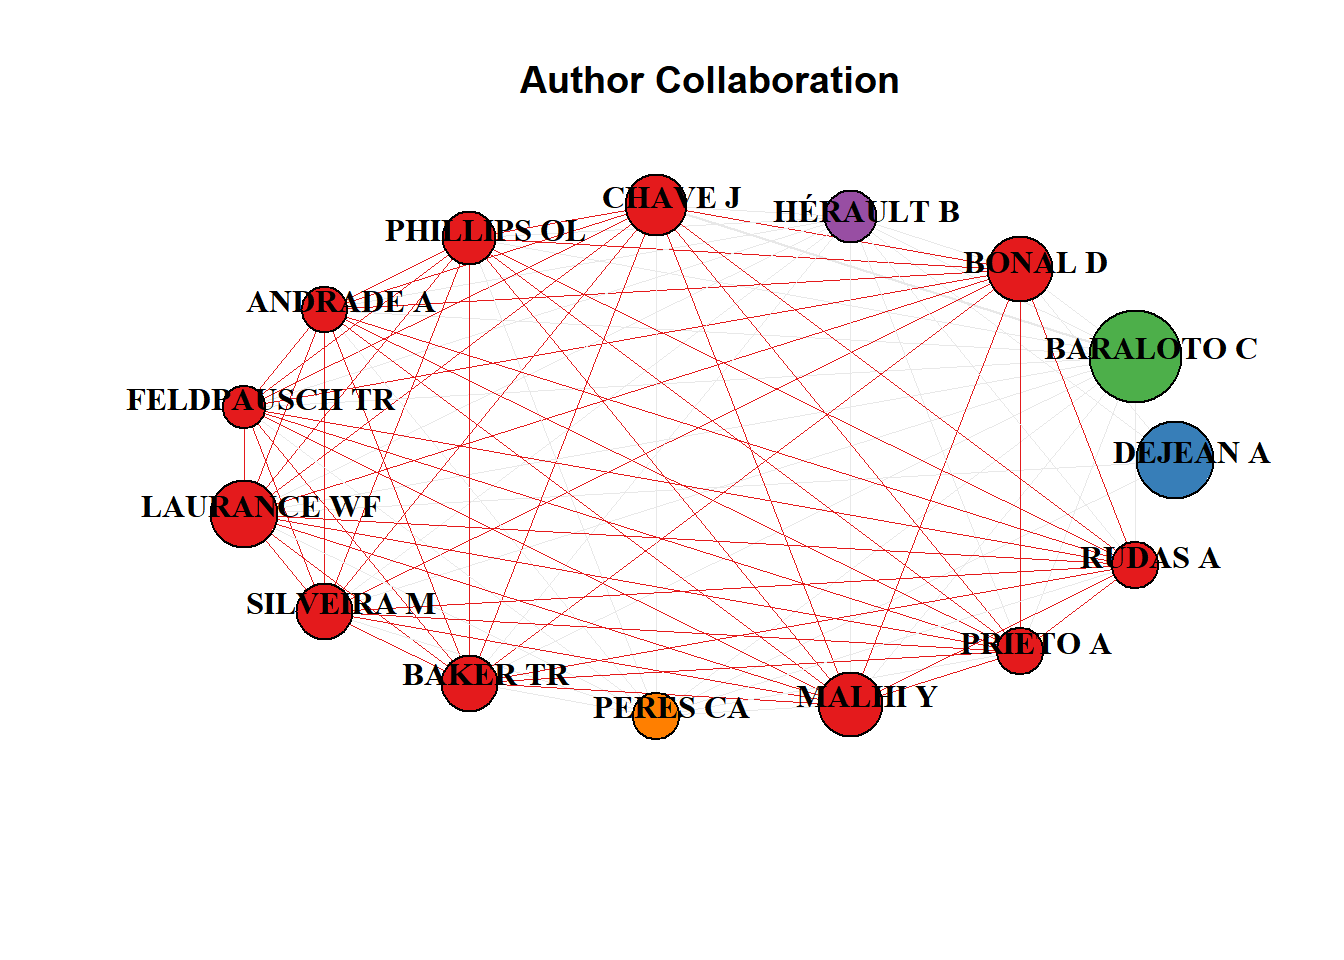 Author Collaboration
CHAVE J
HÉRAULT B
PHILLIPS OL
BONAL D
ANDRADE A
BARALOTO C
FELDPAUSCH TR
DEJEAN A
LAURANCE WF
RUDAS A
SILVEIRA M
PRIETO A
BAKER TR
MALHI Y
PERES CA